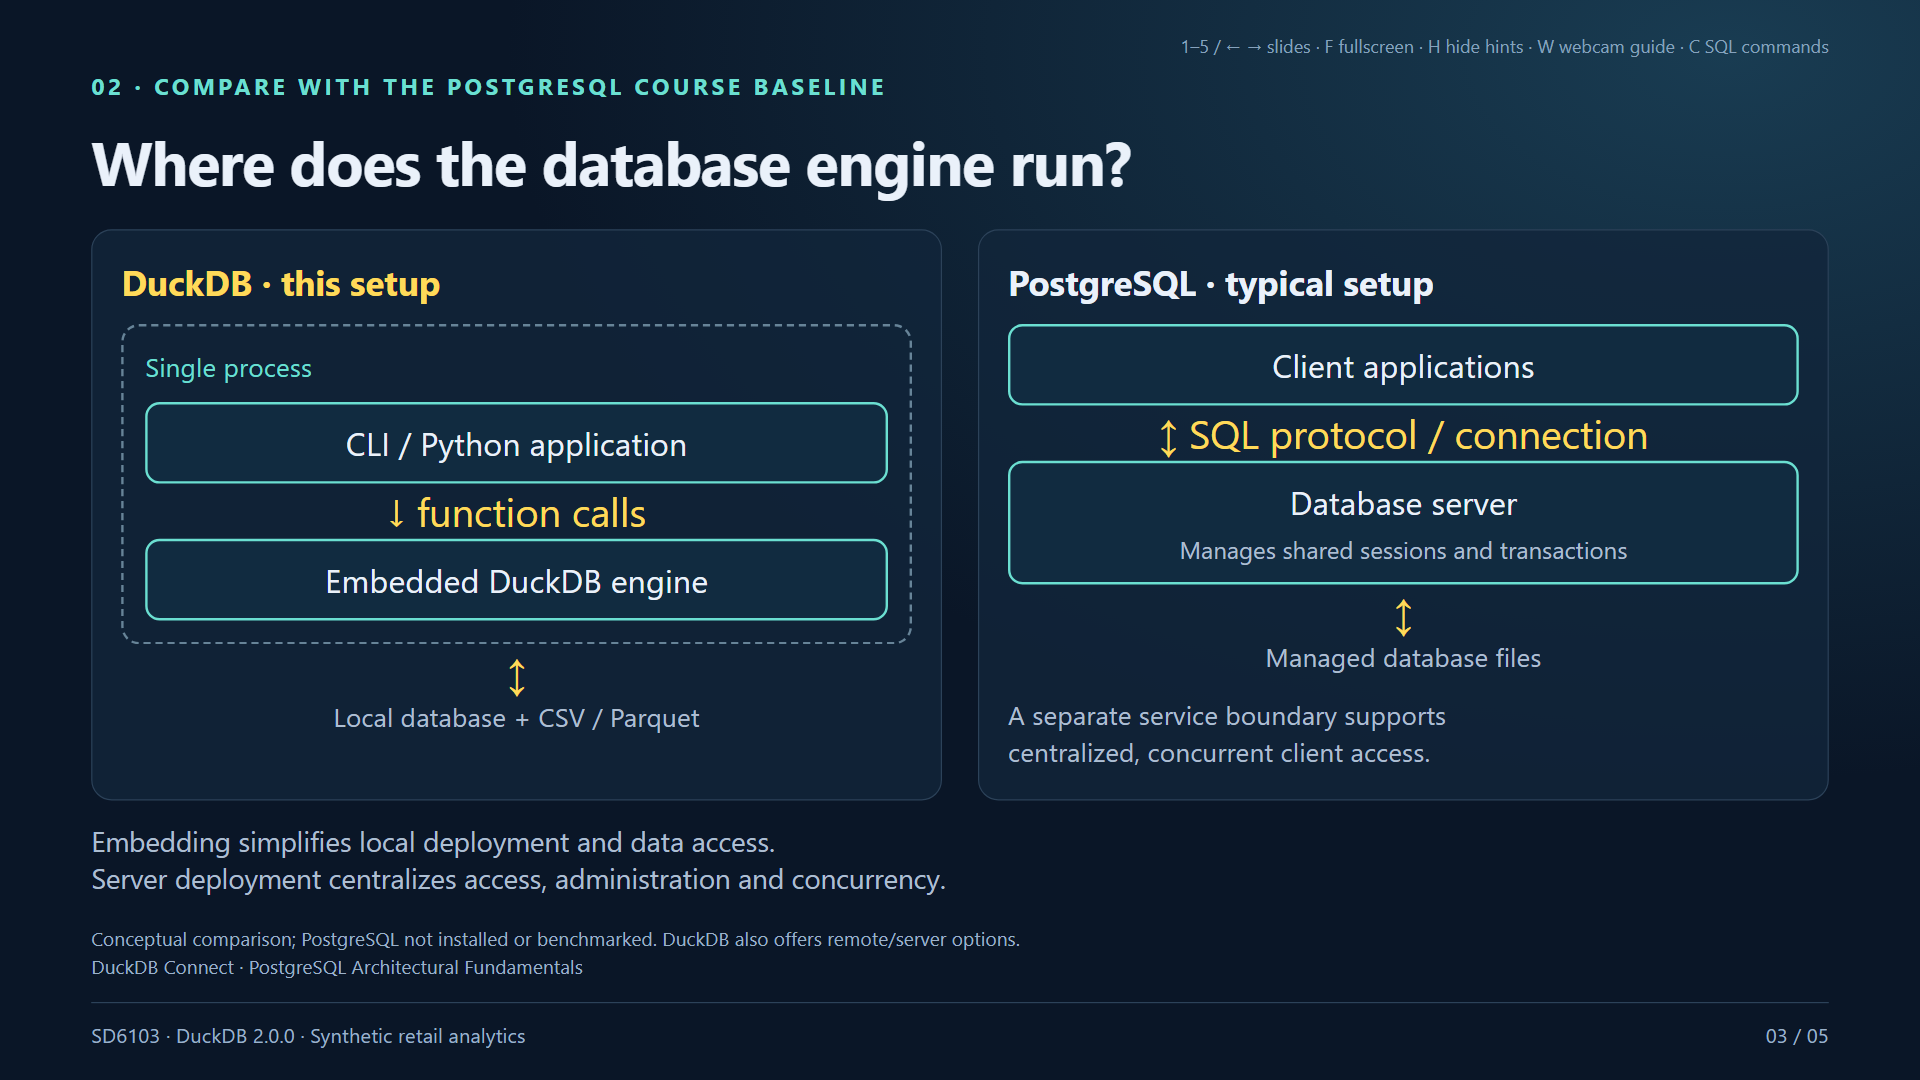 1–5 / ← → slides · F fullscreen · H hide hints · W webcam guide · C SQL commands
02 · COMPARE WITH THE POSTGRESQL COURSE BASELINE
Where does the database engine run?
DuckDB · this setup
Single process
CLI / Python application
↓ function calls
Embedded DuckDB engine
↕
Local database + CSV / Parquet
PostgreSQL · typical setup
Client applications
↕ SQL protocol / connection
Database server
Manages shared sessions and transactions
↕
Managed database files
A separate service boundary supports
centralized, concurrent client access.
Embedding simplifies local deployment and data access.
Server deployment centralizes access, administration and concurrency.
Conceptual comparison; PostgreSQL not installed or benchmarked. DuckDB also offers remote/server options.
DuckDB Connect · PostgreSQL Architectural Fundamentals
SD6103 · DuckDB 2.0.0 · Synthetic retail analytics
03 / 05